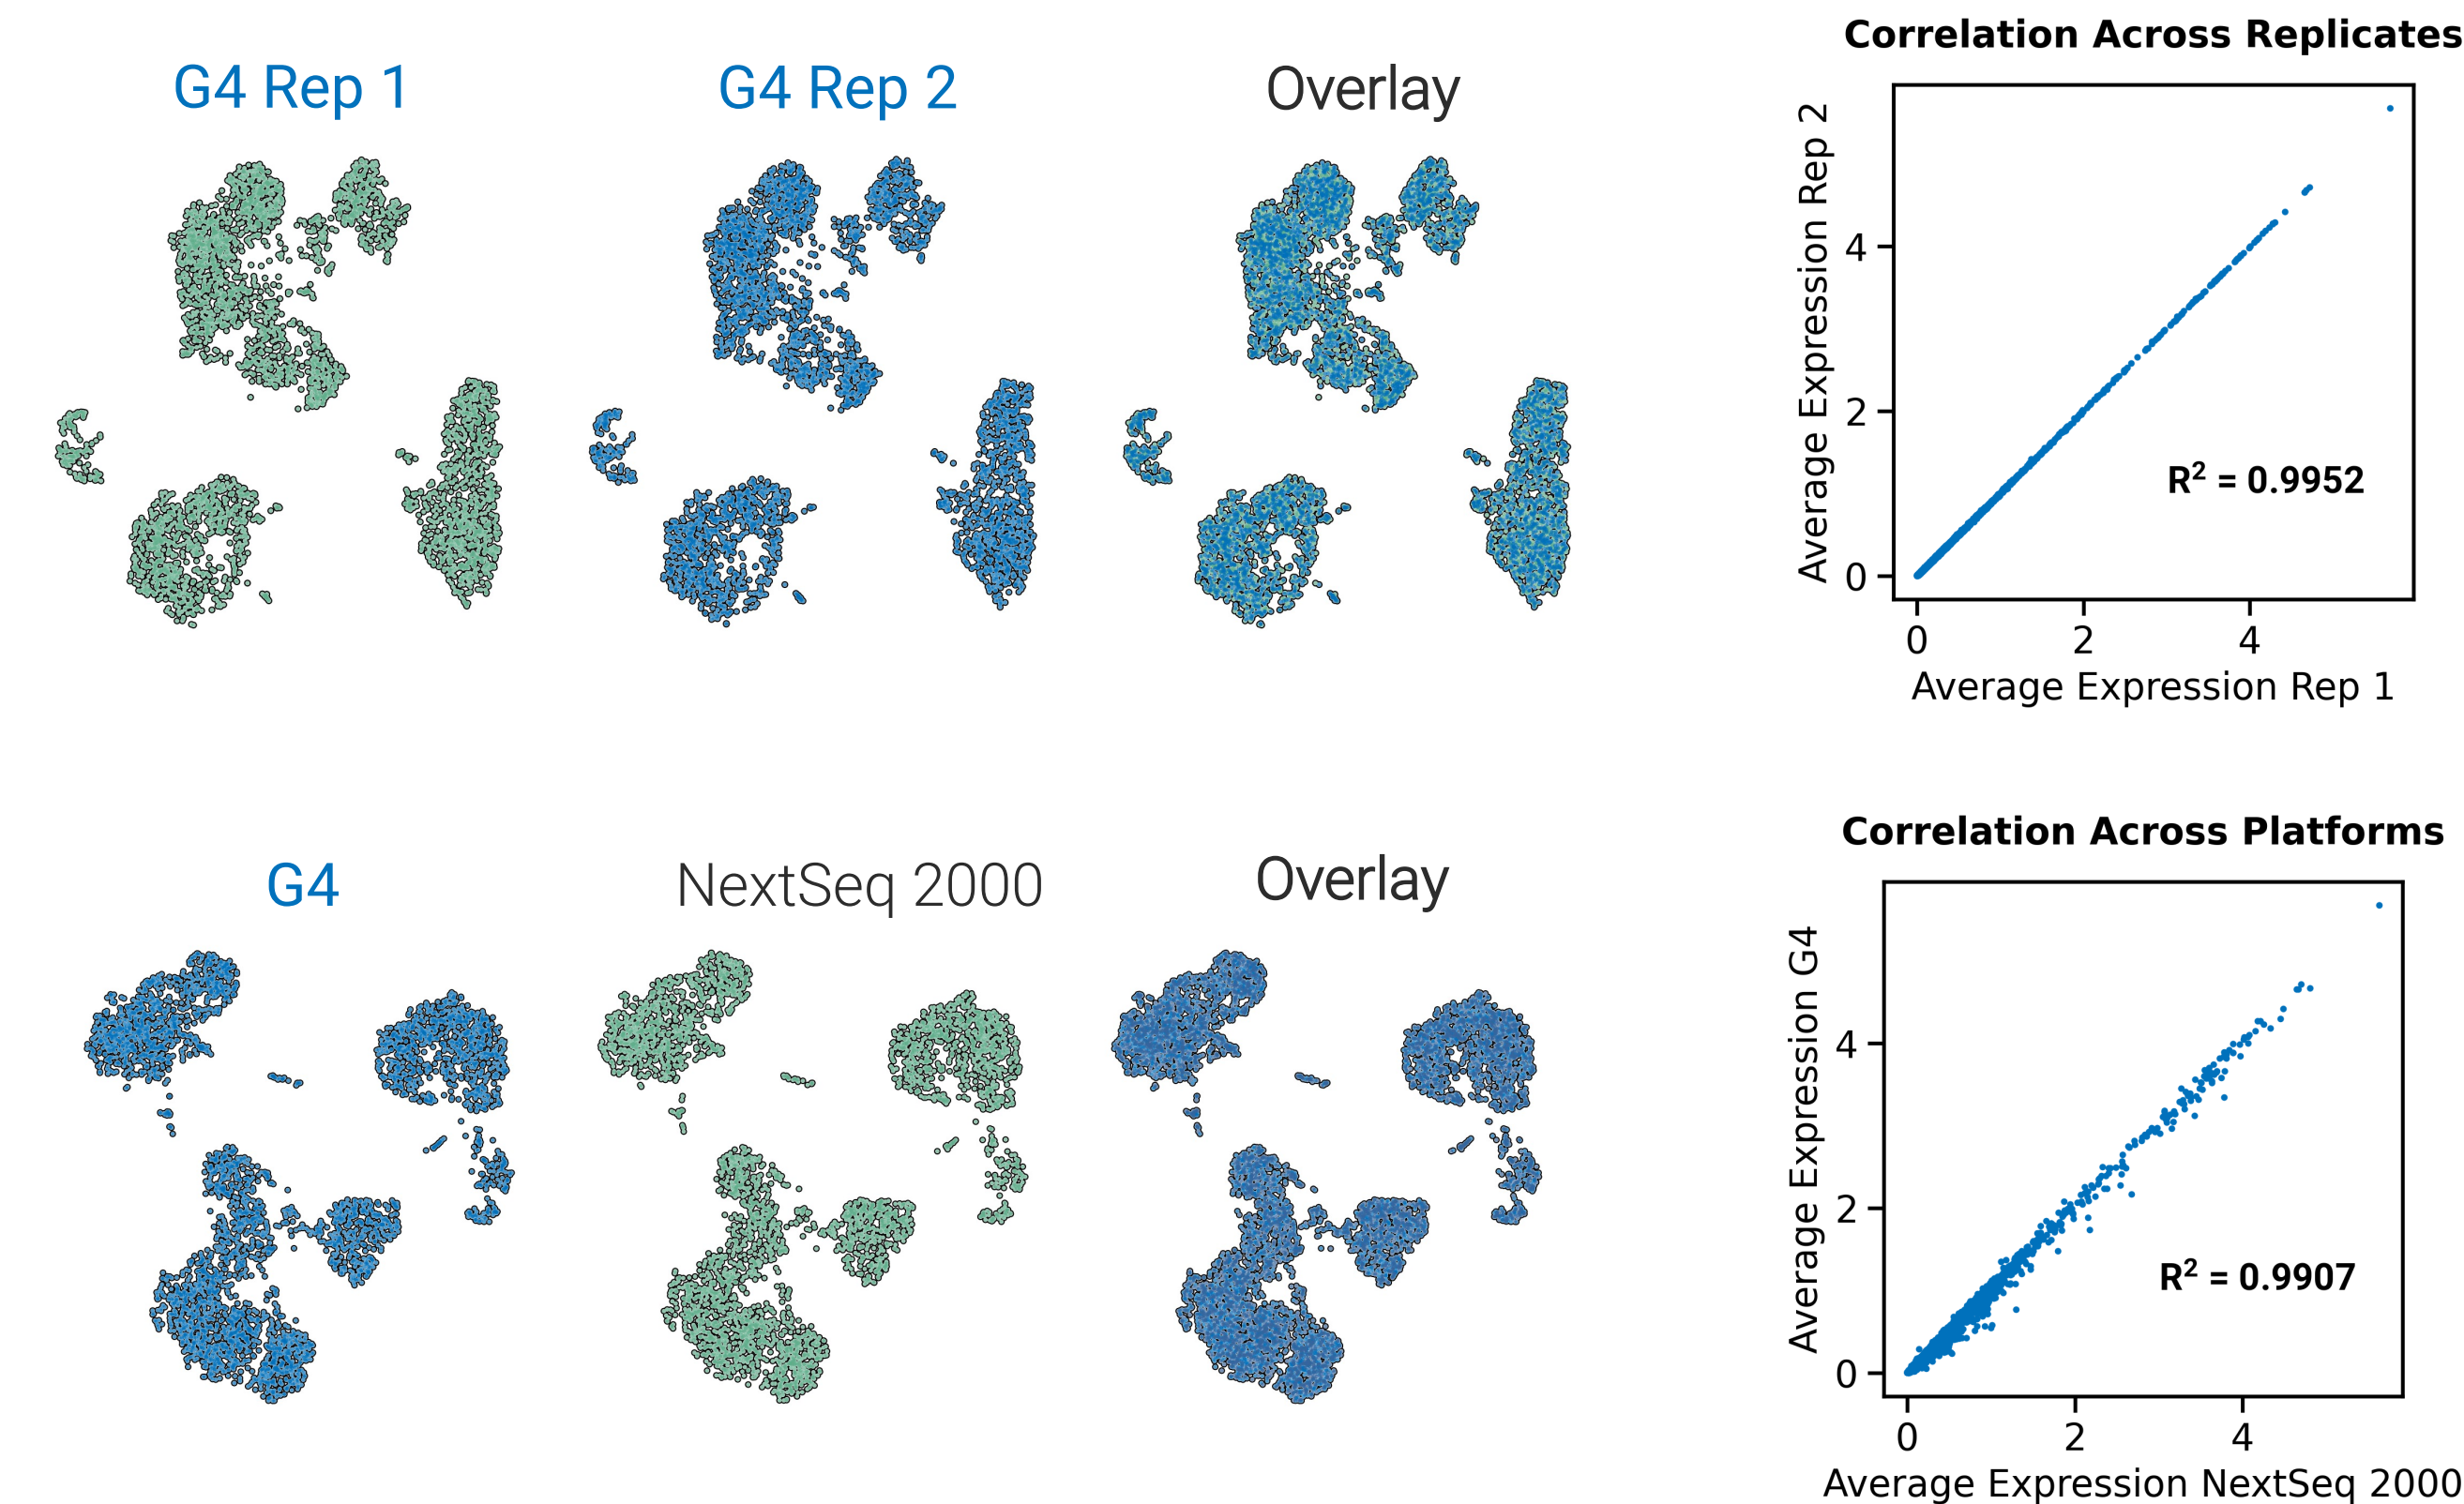 Correlation Across Replicates
G4 Rep 1
G4 Rep 2
Overlay
Average Expression Rep 2
4
2
0
R² = 0.9952
0 2 4
Average Expression Rep 1
Correlation Across Platforms
G4
NextSeq 2000
Overlay
Average Expression G4
4
2
0
R² = 0.9907
0 2 4
Average Expression NextSeq 2000